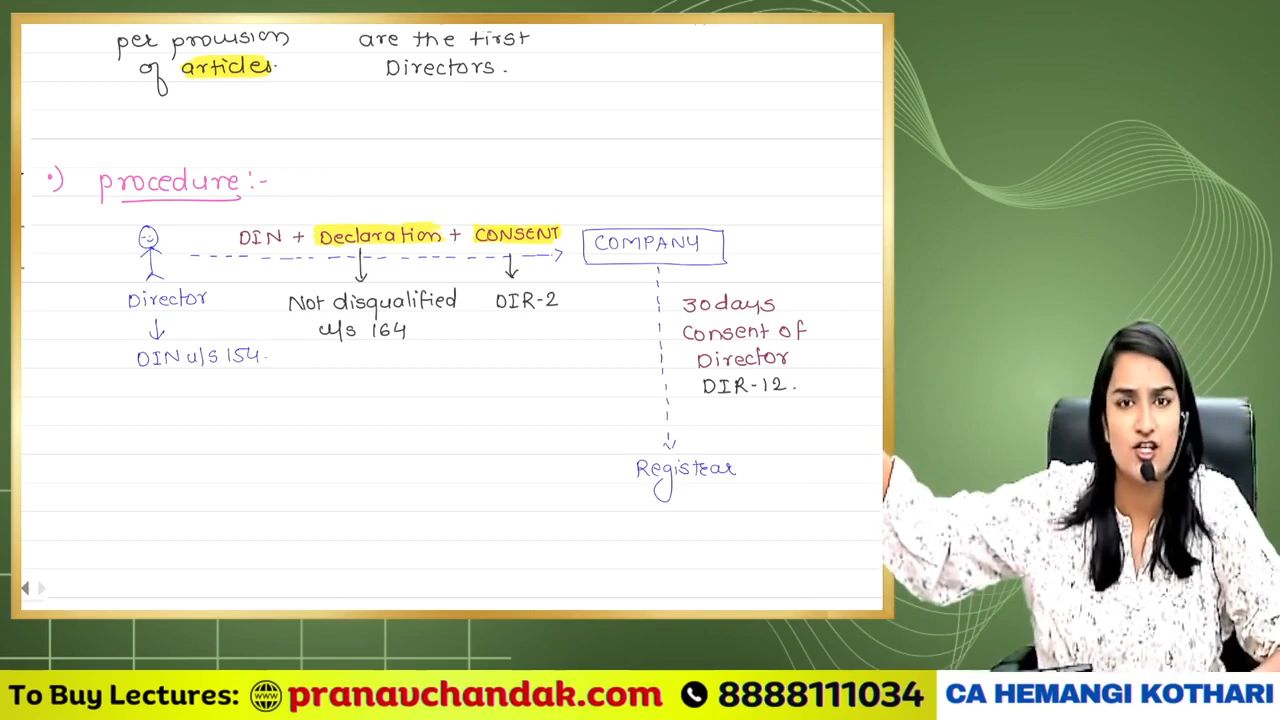 per provision
of articles.
are the first
Directors.
•) procedure :-
DIN + Declaration + CONSENT
COMPANY
Director
Not disqualified
u/s 164
DIR-2
DIN u/s 154.
30days
Consent of
Director
DIR-12.
Registrar
To Buy Lectures: pranavchandak.com 8888111034 CA HEMANGI KOTHARI